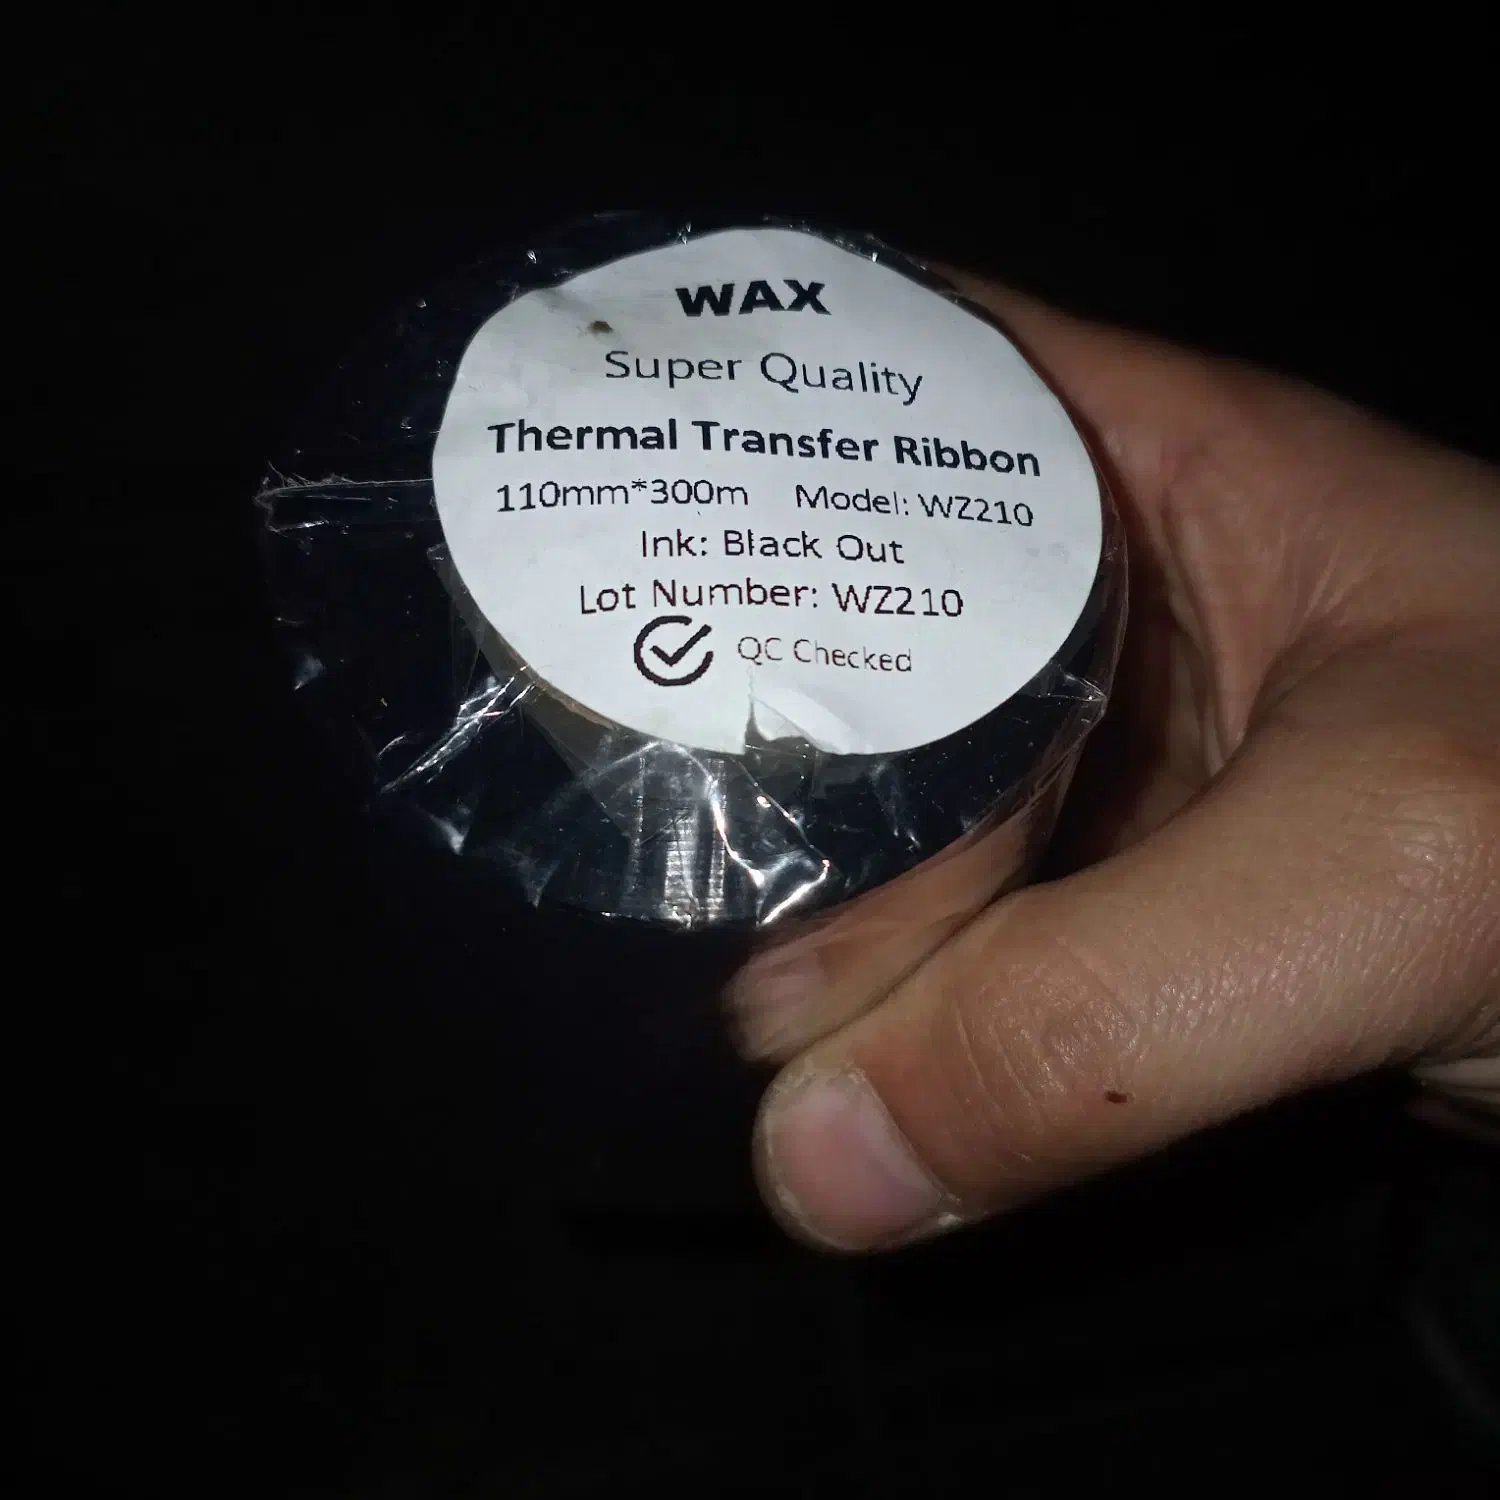 WAX
Super Quality
Thermal Transfer Ribbon
110mm*300m Model: WZ210
Ink: Black Out
Lot Number: WZ210
QC Checked